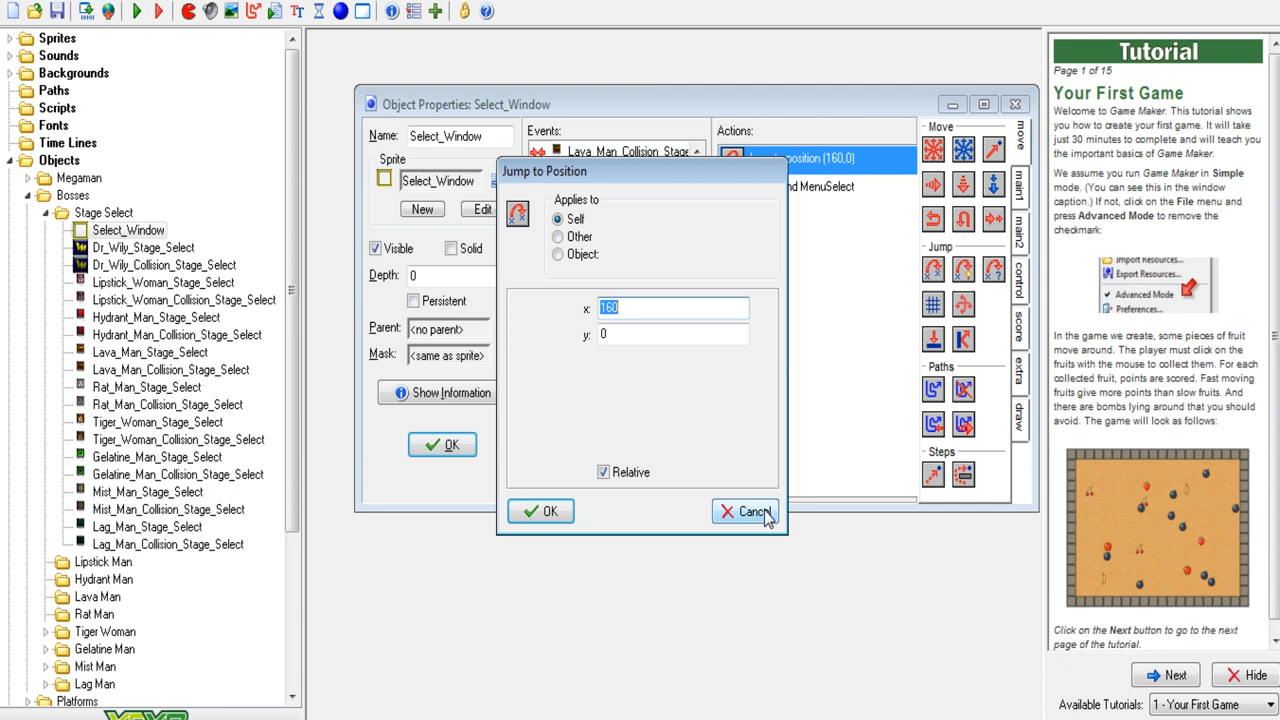 Sprites
Sounds
Backgrounds
Paths
Scripts
Fonts
Time Lines
Objects
Megaman
Bosses
Stage Select
Select_Window
Dr_Wily_Stage_Select
Dr_Wily_Collision_Stage_Select
Lipstick_Woman_Stage_Select
Lipstick_Woman_Collision_Stage_Select
Hydrant_Man_Stage_Select
Hydrant_Man_Collision_Stage_Select
Lava_Man_Stage_Select
Lava_Man_Collision_Stage_Select
Rat_Man_Stage_Select
Rat_Man_Collision_Stage_Select
Tiger_Woman_Stage_Select
Tiger_Woman_Collision_Stage_Select
Gelatine_Man_Stage_Select
Gelatine_Man_Collision_Stage_Select
Mist_Man_Stage_Select
Mist_Man_Collision_Stage_Select
Lag_Man_Stage_Select
Lag_Man_Collision_Stage_Select
Lipstick Man
Hydrant Man
Lava Man
Rat Man
Tiger Woman
Gelatine Man
Mist Man
Lag Man
Platforms
Object Properties: Select_Window
Name: Select_Window
Sprite
Select_Window
New Edit
Visible Solid
Depth: 0
Persistent
Parent: <no parent>
Mask: <same as sprite>
Show Information
OK
Events:
Lava_Man_Collision_Stage_
Actions:
position (160,0)
nd MenuSelect
Jump to Position
Applies to
Self
Other
Object:
x: 160
y: 0
Relative
OK Cancel
Move
Jump
Paths
Steps
move
main1
main2
control
score
extra
draw
Tutorial
Page 1 of 15
Your First Game
Welcome to Game Maker. This tutorial shows
you how to create your first game. It will take
just 30 minutes to complete and will teach you
the important basics of Game Maker.
We assume you run Game Maker in Simple
mode. (You can see this in the window
caption.) If not, click on the File menu and
press Advanced Mode to remove the
checkmark:
Import Resources...
Export Resources...
Advanced Mode
Preferences...
In the game we create, some pieces of fruit
move around. The player must click on the
fruits with the mouse to collect them. For each
collected fruit, points are scored. Fast moving
fruits give more points than slow fruits. And
there are bombs lying around that you should
avoid. The game will look as follows:
Click on the Next button to go to the next
page of the tutorial.
Next Hide
Available Tutorials: 1 - Your First Game